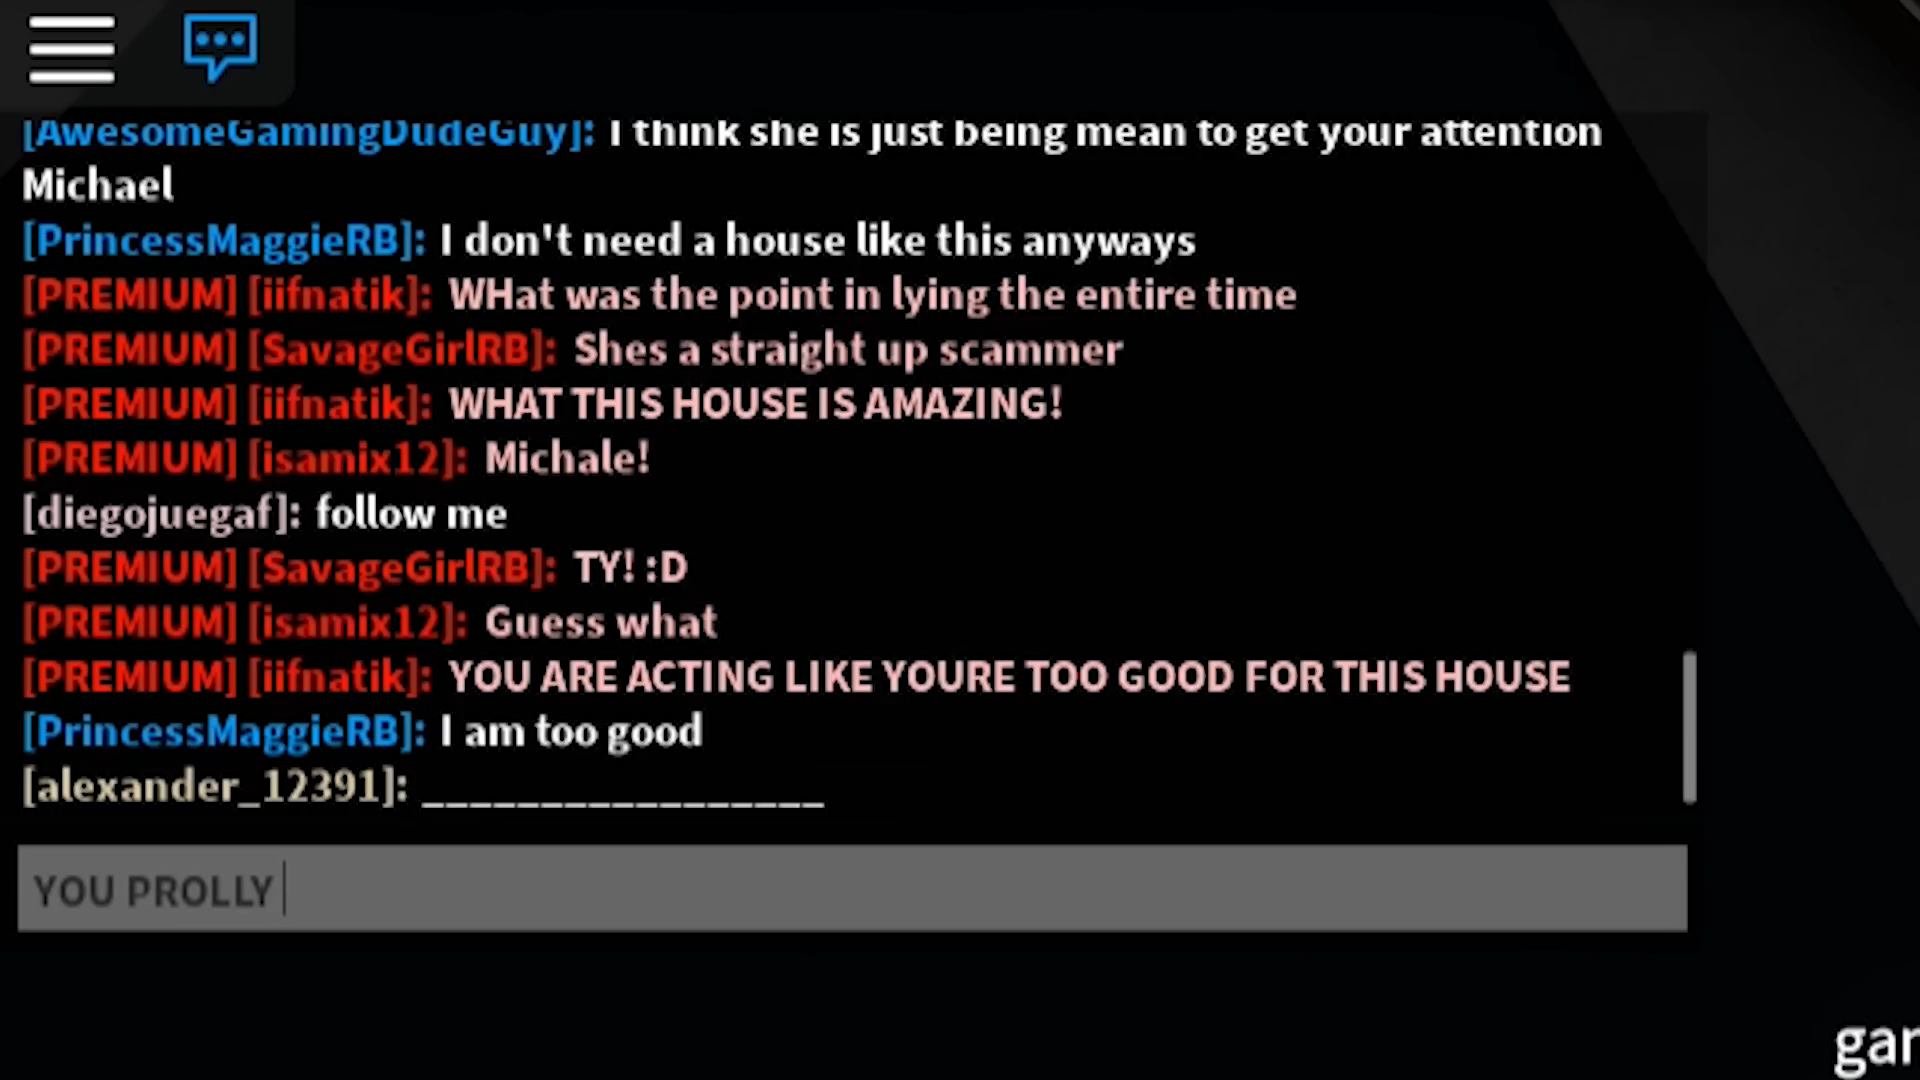 [AwesomeGamingDudeGuy]: I think she is just being mean to get your attention
Michael
[PrincessMaggieRB]: I don't need a house like this anyways
[PREMIUM] [iifnatik]: WHat was the point in lying the entire time
[PREMIUM] [SavageGirlRB]: Shes a straight up scammer
[PREMIUM] [iifnatik]: WHAT THIS HOUSE IS AMAZING!
[PREMIUM] [isamix12]: Michale!
[diegojuegaf]: follow me
[PREMIUM] [SavageGirlRB]: TY! :D
[PREMIUM] [isamix12]: Guess what
[PREMIUM] [iifnatik]: YOU ARE ACTING LIKE YOURE TOO GOOD FOR THIS HOUSE
[PrincessMaggieRB]: I am too good
[alexander_12391]: _________________
YOU PROLLY